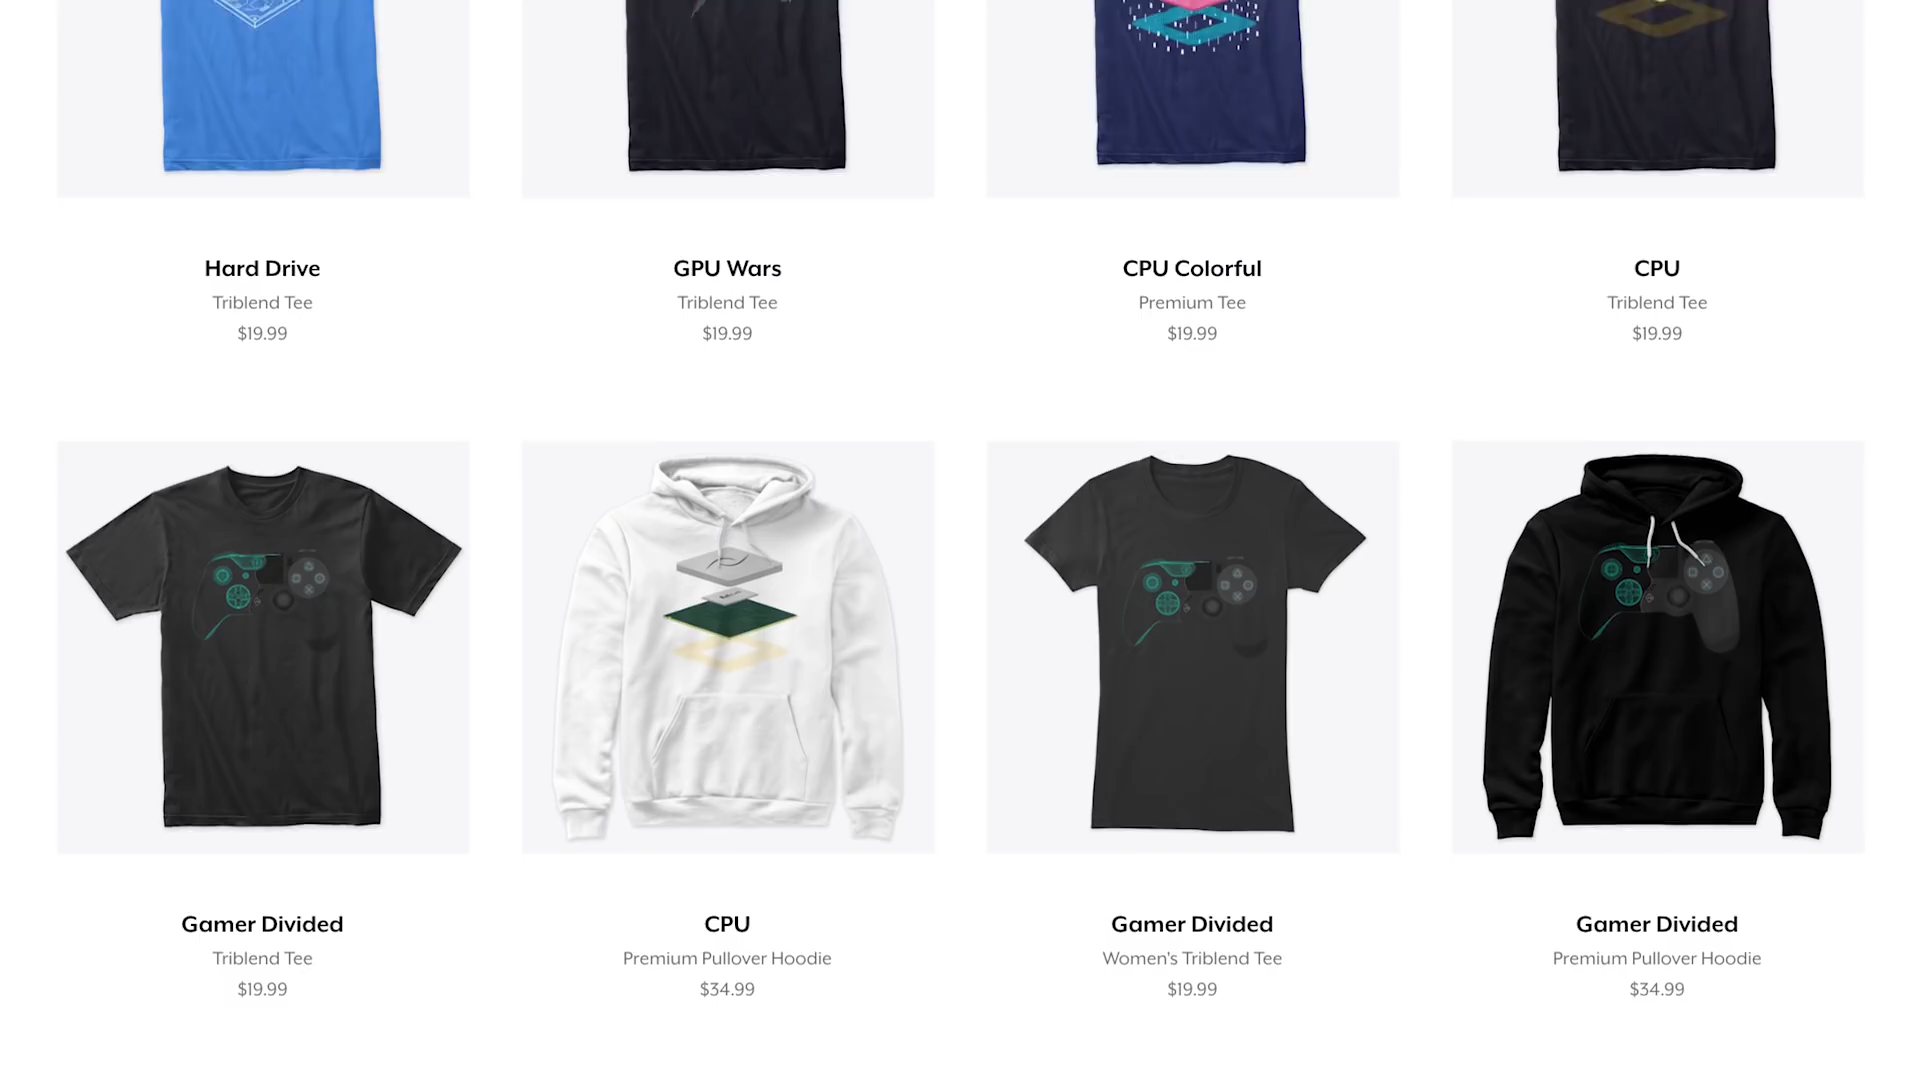 Hard Drive
Triblend Tee
$19.99
GPU Wars
Triblend Tee
$19.99
CPU Colorful
Premium Tee
$19.99
CPU
Triblend Tee
$19.99
Gamer Divided
Triblend Tee
$19.99
CPU
Premium Pullover Hoodie
$34.99
Gamer Divided
Women's Triblend Tee
$19.99
Gamer Divided
Premium Pullover Hoodie
$34.99